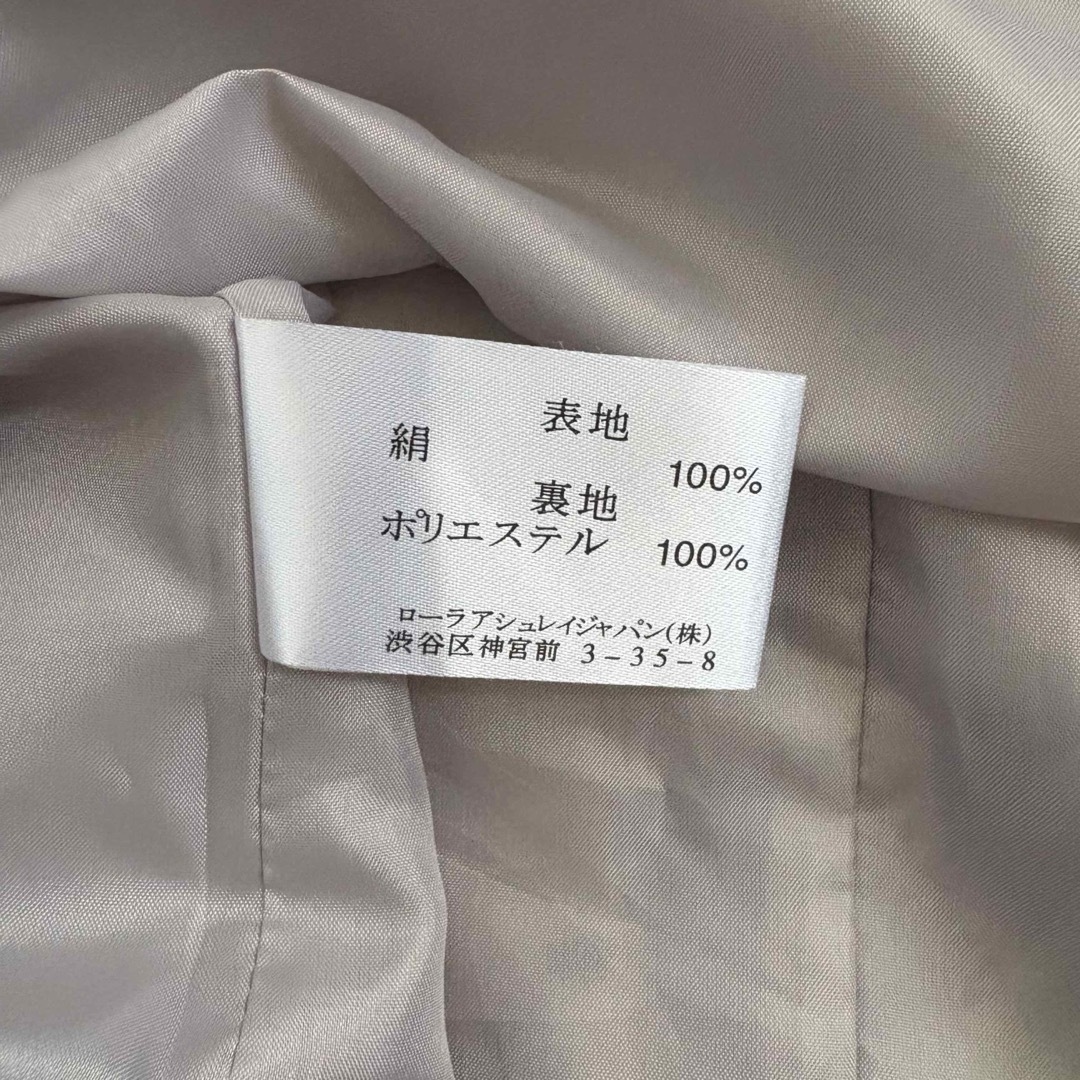 表地
絹 100%
裏地
ポリエステル 100%
ローラアシュレイジャパン(株)
渋谷区神宮前 3-35-8